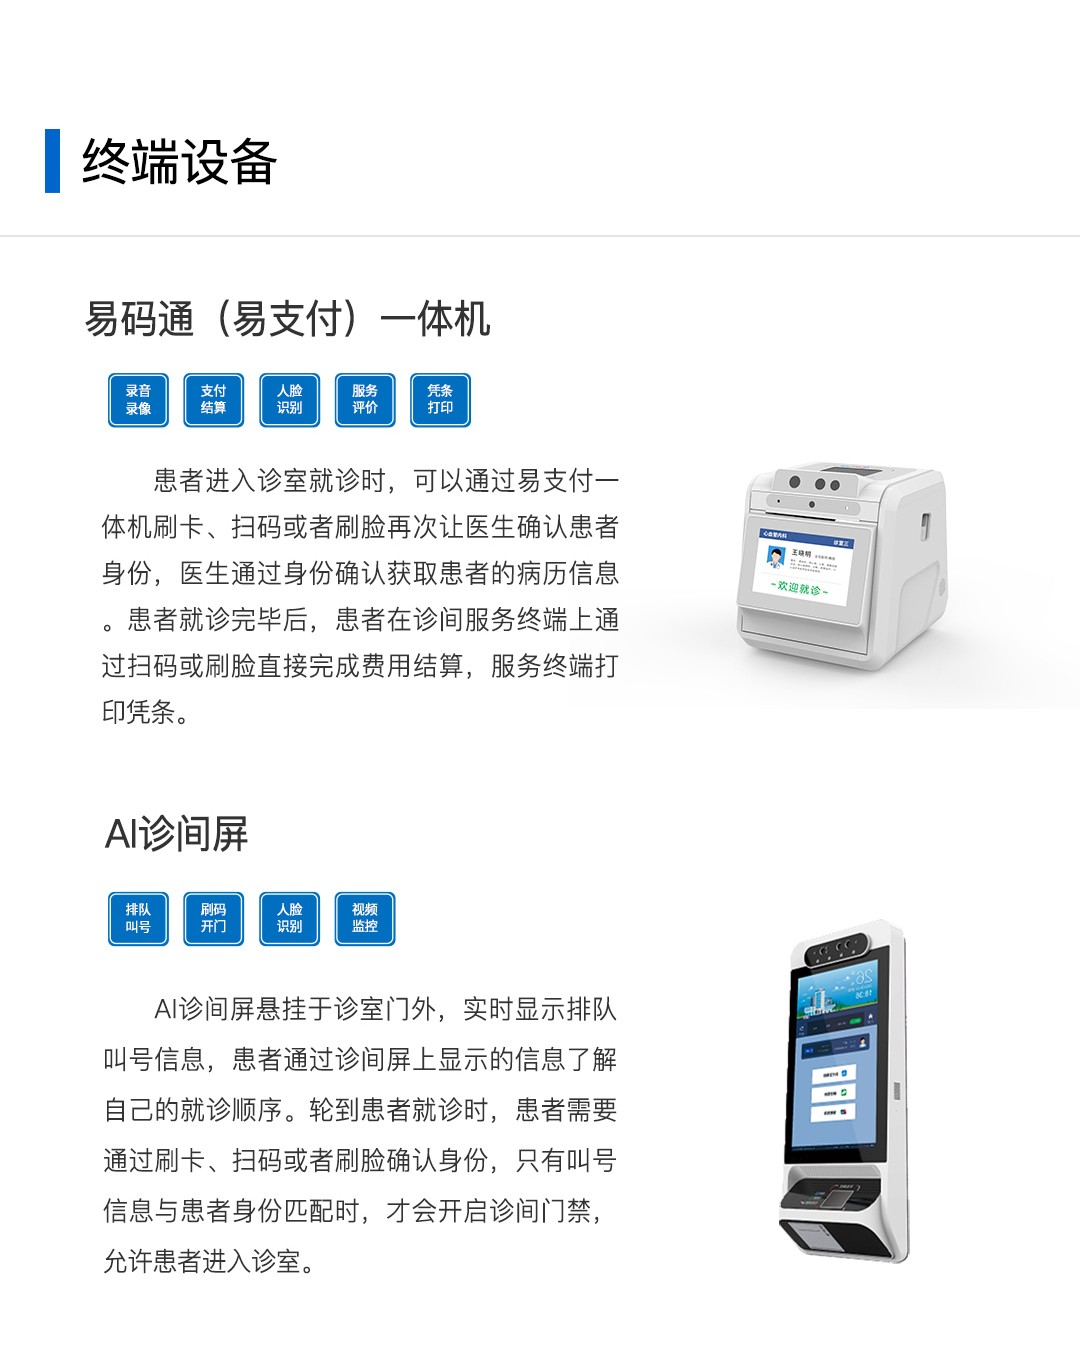 终端设备
易码通（易支付）一体机
录音
录像
支付
结算
人脸
识别
服务
评价
凭条
打印
患者进入诊室就诊时，可以通过易支付一
体机刷卡、扫码或者刷脸再次让医生确认患者
身份，医生通过身份确认获取患者的病历信息
。患者就诊完毕后，患者在诊间服务终端上通
过扫码或刷脸直接完成费用结算，服务终端打
印凭条。
心血管内科
诊室三
王晓明
-欢迎就诊-
AI诊间屏
排队
叫号
刷码
开门
人脸
识别
视频
监控
AI诊间屏悬挂于诊室门外，实时显示排队
叫号信息，患者通过诊间屏上显示的信息了解
自己的就诊顺序。轮到患者就诊时，患者需要
通过刷卡、扫码或者刷脸确认身份，只有叫号
信息与患者身份匹配时，才会开启诊间门禁，
允许患者进入诊室。